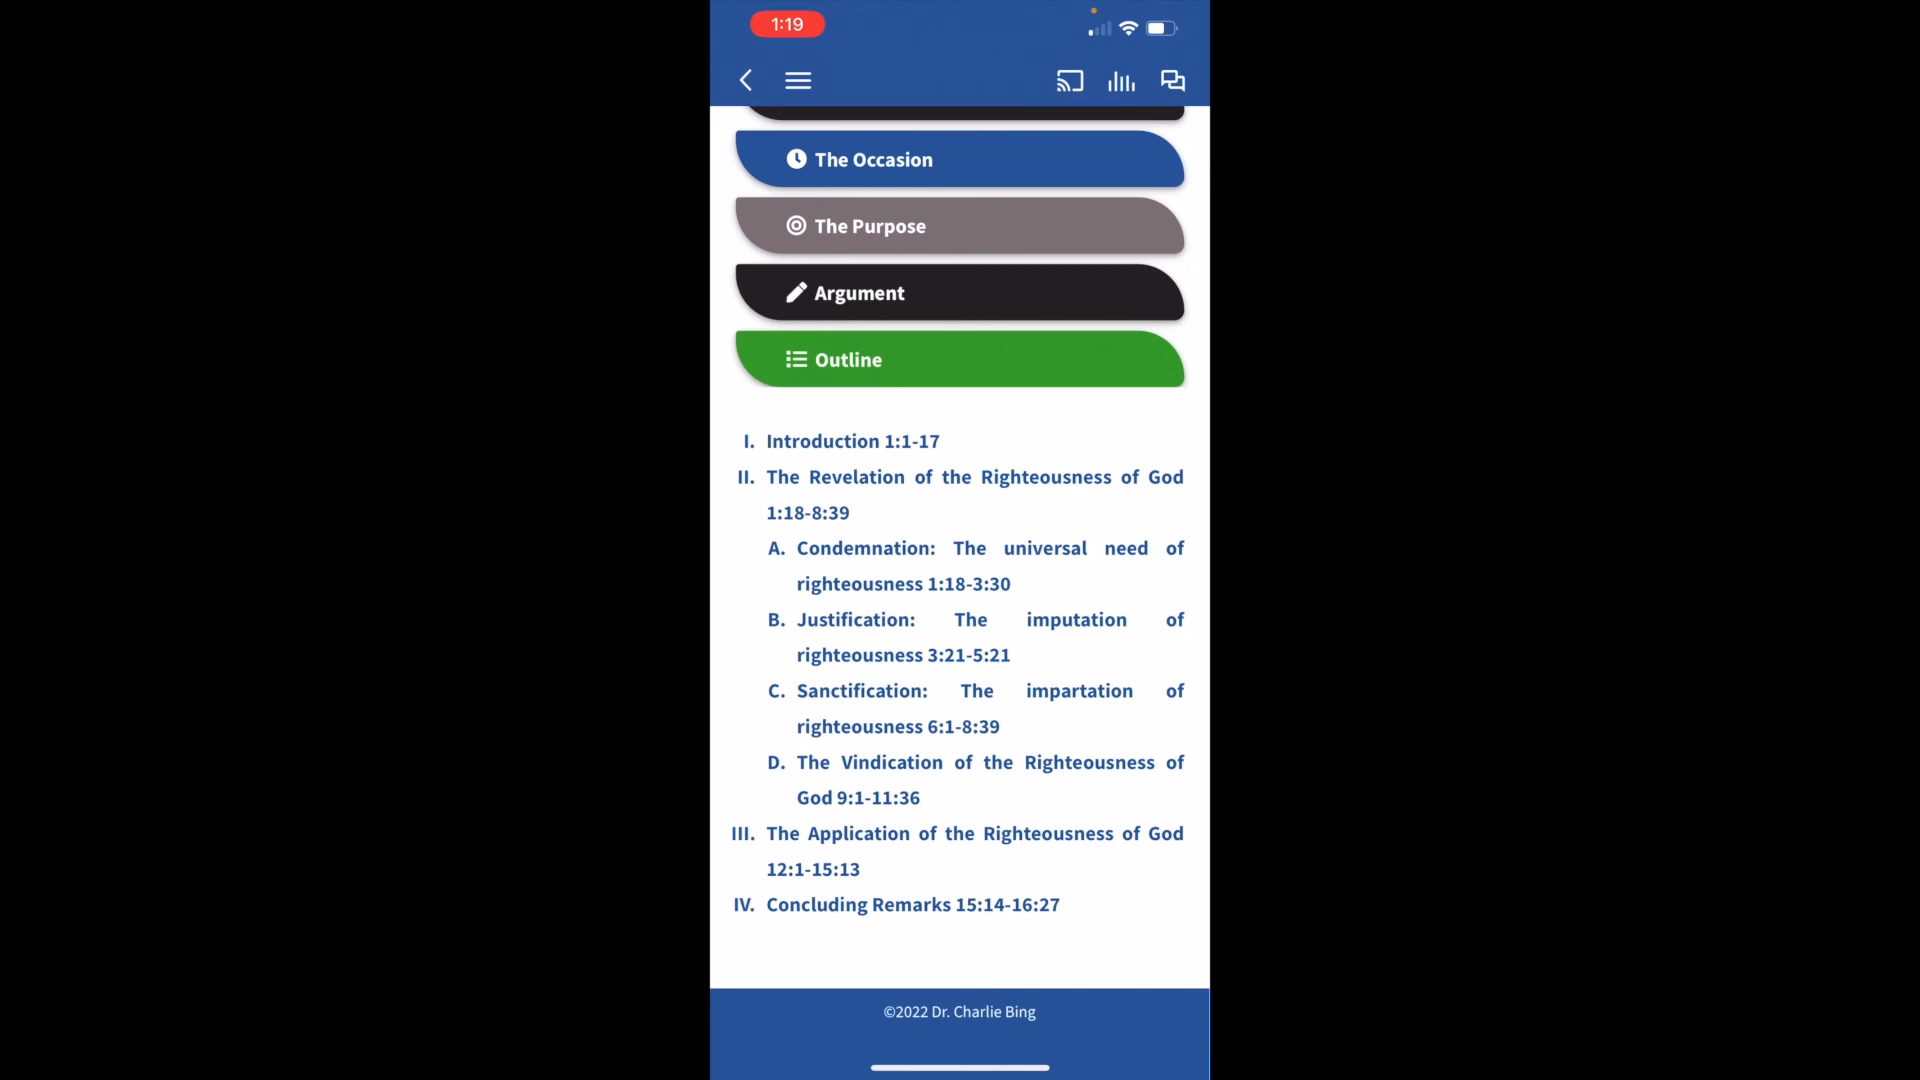 1:19
The Occasion
The Purpose
Argument
Outline
I. Introduction 1:1-17
II. The Revelation of the Righteousness of God
1:18-8:39
A. Condemnation: The universal need of
righteousness 1:18-3:30
B. Justification: The imputation of
righteousness 3:21-5:21
C. Sanctification: The impartation of
righteousness 6:1-8:39
D. The Vindication of the Righteousness of
God 9:1-11:36
III. The Application of the Righteousness of God
12:1-15:13
IV. Concluding Remarks 15:14-16:27
©2022 Dr. Charlie Bing